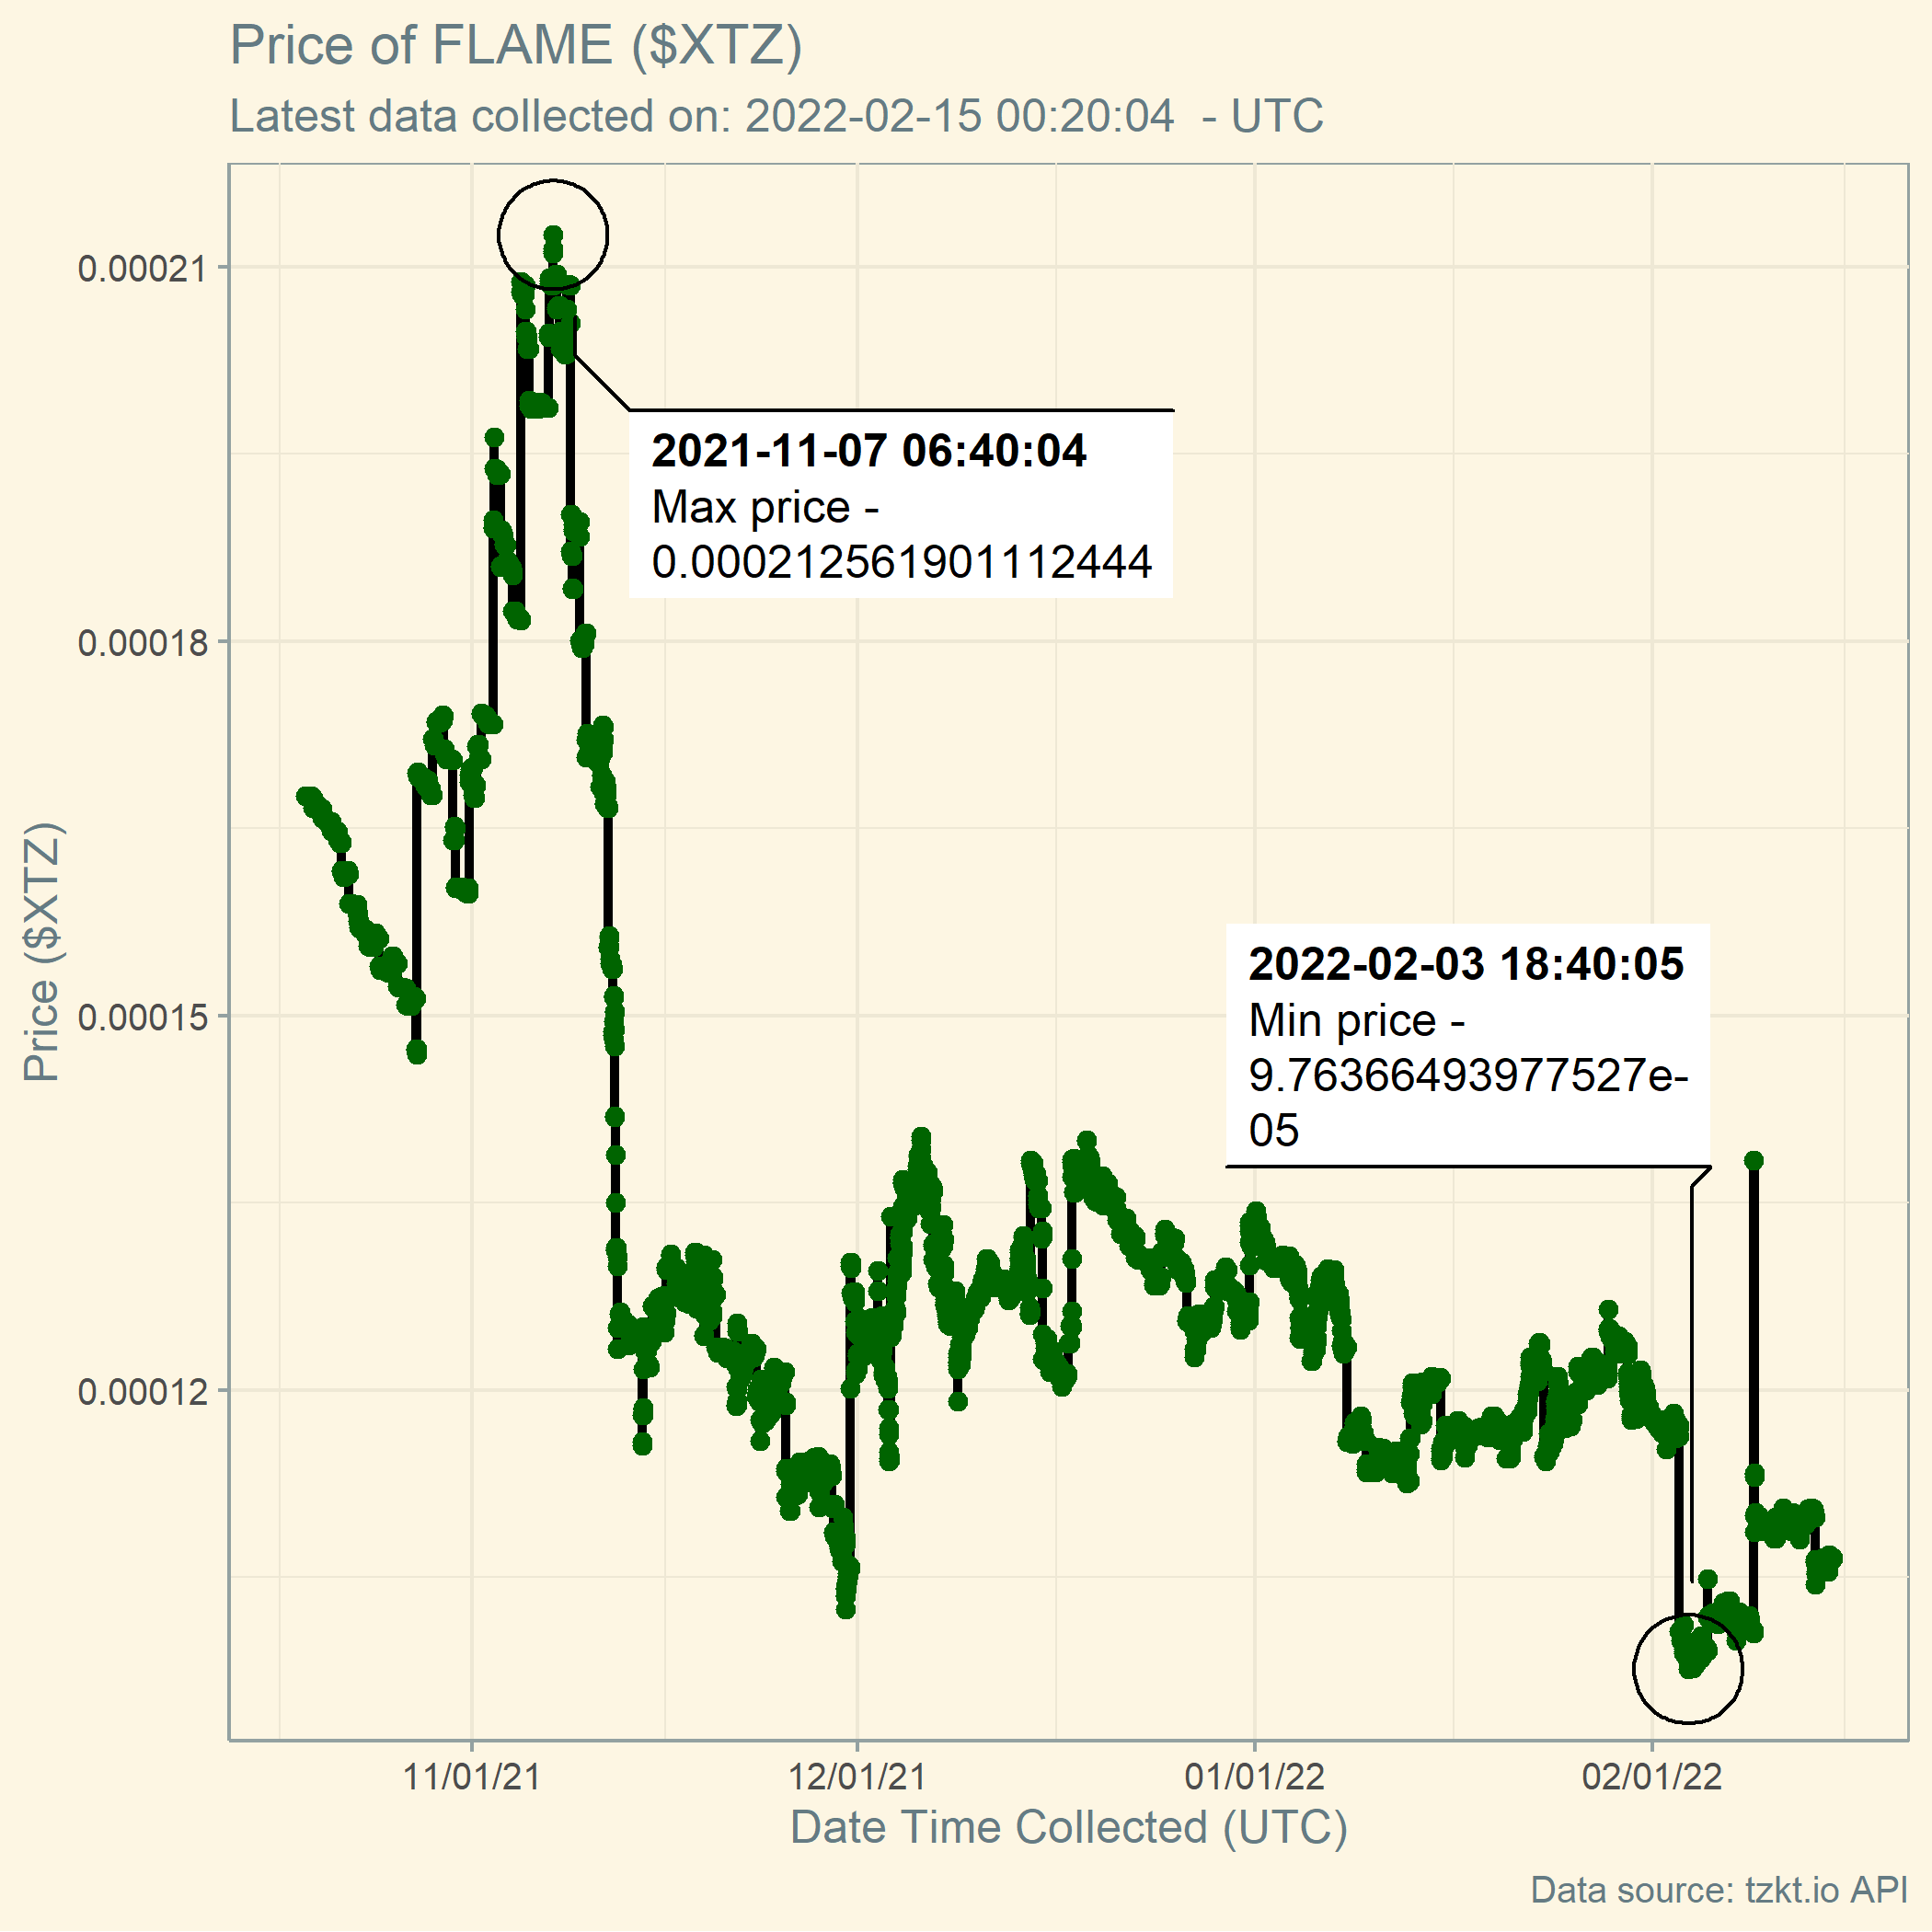 Price of FLAME ($XTZ)
Latest data collected on: 2022-02-15 00:20:04  - UTC
0.00021
0.00018
0.00015
0.00012
Price ($XTZ)
2021-11-07 06:40:04
Max price -
0.000212561901112444
2022-02-03 18:40:05
Min price -
9.76366493977527e-
05
11/01/21
12/01/21
01/01/22
02/01/22
Date Time Collected (UTC)
Data source: tzkt.io API